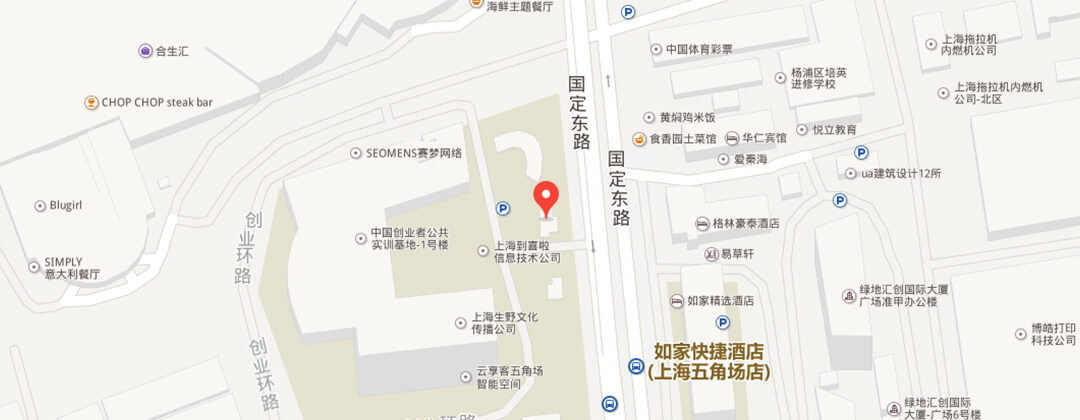 海鲜主题餐厅
P
合生汇
中国体育彩票
上海拖拉机
内燃机公司
CHOP CHOP steak bar
杨浦区培英
进修学校
上海拖拉机内燃机
公司-北区
国定东路
黄焖鸡米饭
食香园土菜馆
华仁宾馆
悦立教育
SEOMENS赛梦网络
爱秦海
P
ua建筑设计12所
国定东路
Blugirl
P
P
创业环路
中国创业者公共
实训基地-1号楼
格林豪泰酒店
上海到喜啦
信息技术公司
易草轩
SIMPLY
意大利餐厅
如家精选酒店
绿地汇创国际大厦
广场准甲办公楼
上海生野文化
传播公司
P
博皓打印
科技公司
创业环路
如家快捷酒店
(上海五角场店)
云享客五角场
智能空间
绿地汇创国际
大厦-广场6号楼
创业环路